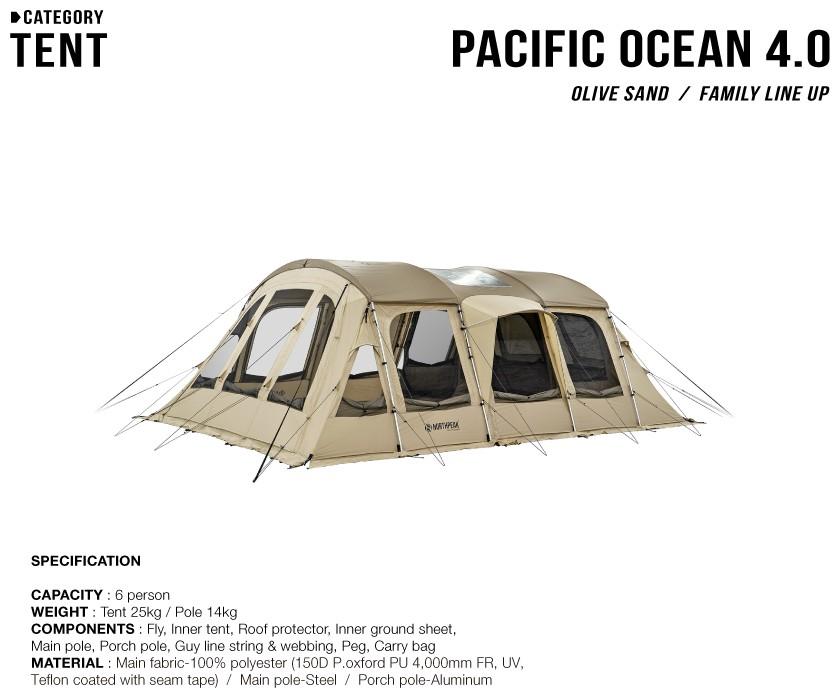 CATEGORY
TENT
PACIFIC OCEAN 4.0
OLIVE SAND / FAMILY LINE UP
NORTHPEAK
SPECIFICATION
CAPACITY : 6 person
WEIGHT : Tent 25kg / Pole 14kg
COMPONENTS : Fly, Inner tent, Roof protector, Inner ground sheet,
Main pole, Porch pole, Guy line string & webbing, Peg, Carry bag
MATERIAL : Main fabric-100% polyester (150D P.oxford PU 4,000mm FR, UV,
Teflon coated with seam tape) / Main pole-Steel / Porch pole-Aluminum